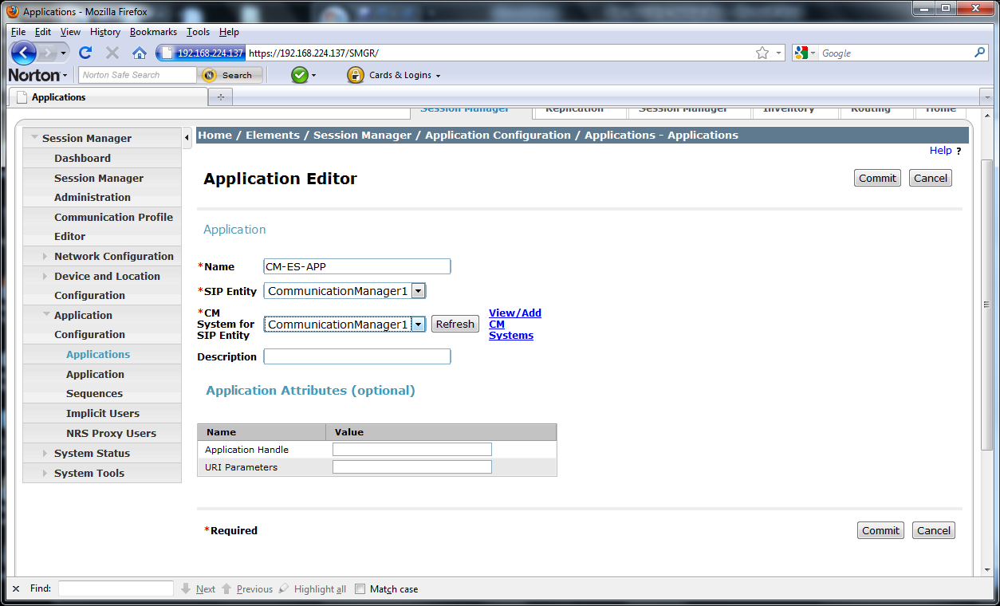 Applications - Mozilla Firefox
File Edit View History Bookmarks Tools Help
192.168.224.137 https://192.168.224.137/SMGR/
Google
Norton
Norton Safe Search
Search
Cards & Logins
Applications
Session Manager Replication Session Manager Inventory Routing Home
Session Manager
Dashboard
Session Manager
Administration
Communication Profile
Editor
Network Configuration
Device and Location
Configuration
Application
Configuration
Applications
Application
Sequences
Implicit Users
NRS Proxy Users
System Status
System Tools
Home / Elements / Session Manager / Application Configuration / Applications - Applications
Help ?
Application Editor
Commit Cancel
Application
*Name CM-ES-APP
*SIP Entity CommunicationManager1
*CM
System for
SIP Entity
CommunicationManager1
Refresh
View/Add
CM
Systems
Description
Application Attributes (optional)
Name Value
Application Handle
URI Parameters
*Required
Commit Cancel
× Find: Next Previous Highlight all Match case